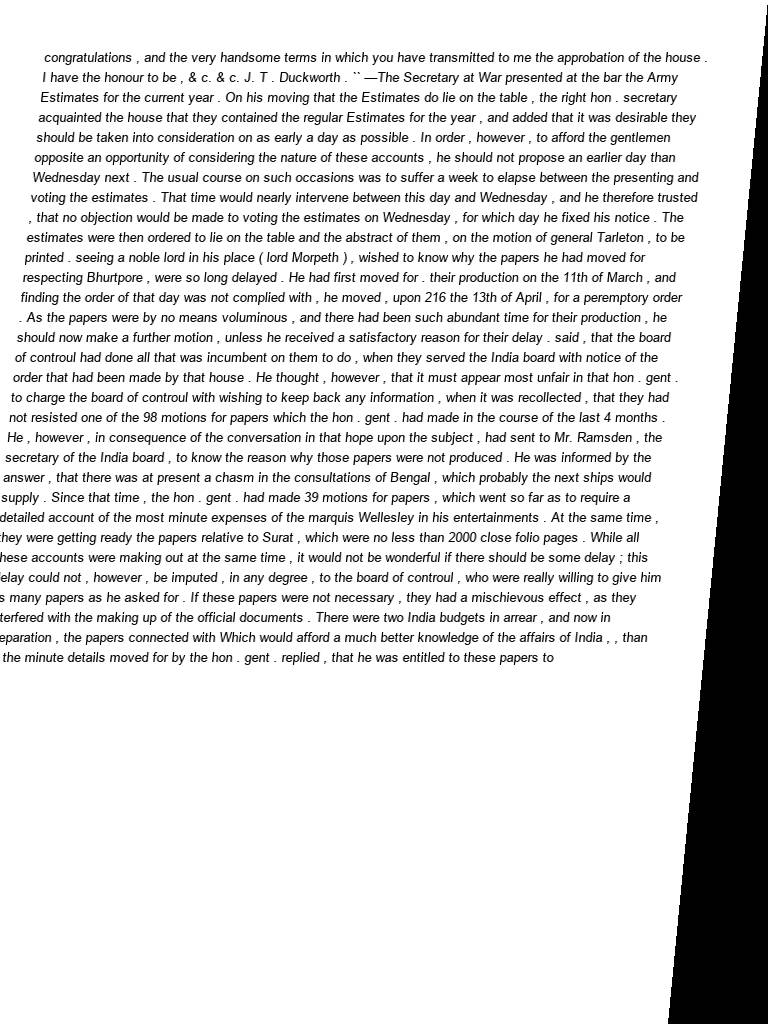 congratulations , and the very handsome terms in which you have transmitted to me the approbation of the house .
I have the honour to be , & c. & c. J. T . Duckworth . `` —The Secretary at War presented at the bar the Army
Estimates for the current year . On his moving that the Estimates do lie on the table , the right hon . secretary
acquainted the house that they contained the regular Estimates for the year , and added that it was desirable they
should be taken into consideration on as early a day as possible . In order , however , to afford the gentlemen
opposite an opportunity of considering the nature of these accounts , he should not propose an earlier day than
Wednesday next . The usual course on such occasions was to suffer a week to elapse between the presenting and
voting the estimates . That time would nearly intervene between this day and Wednesday , and he therefore trusted
, that no objection would be made to voting the estimates on Wednesday , for which day he fixed his notice . The
estimates were then ordered to lie on the table and the abstract of them , on the motion of general Tarleton , to be
printed . seeing a noble lord in his place ( lord Morpeth ) , wished to know why the papers he had moved for
respecting Bhurtpore , were so long delayed . He had first moved for . their production on the 11th of March , and
finding the order of that day was not complied with , he moved , upon 216 the 13th of April , for a peremptory order
. As the papers were by no means voluminous , and there had been such abundant time for their production , he
should now make a further motion , unless he received a satisfactory reason for their delay . said , that the board
of controul had done all that was incumbent on them to do , when they served the India board with notice of the
order that had been made by that house . He thought , however , that it must appear most unfair in that hon . gent .
to charge the board of controul with wishing to keep back any information , when it was recollected , that they had
not resisted one of the 98 motions for papers which the hon . gent . had made in the course of the last 4 months .
He , however , in consequence of the conversation in that hope upon the subject , had sent to Mr. Ramsden , the
secretary of the India board , to know the reason why those papers were not produced . He was informed by the
answer , that there was at present a chasm in the consultations of Bengal , which probably the next ships would
supply . Since that time , the hon . gent . had made 39 motions for papers , which went so far as to require a
detailed account of the most minute expenses of the marquis Wellesley in his entertainments . At the same time ,
they were getting ready the papers relative to Surat , which were no less than 2000 close folio pages . While all
these accounts were making out at the same time , it would not be wonderful if there should be some delay ; this
delay could not , however , be imputed , in any degree , to the board of controul , who were really willing to give him
as many papers as he asked for . If these papers were not necessary , they had a mischievous effect , as they
terfered with the making up of the official documents . There were two India budgets in arrear , and now in
eparation , the papers connected with Which would afford a much better knowledge of the affairs of India , , than
the minute details moved for by the hon . gent . replied , that he was entitled to these papers to